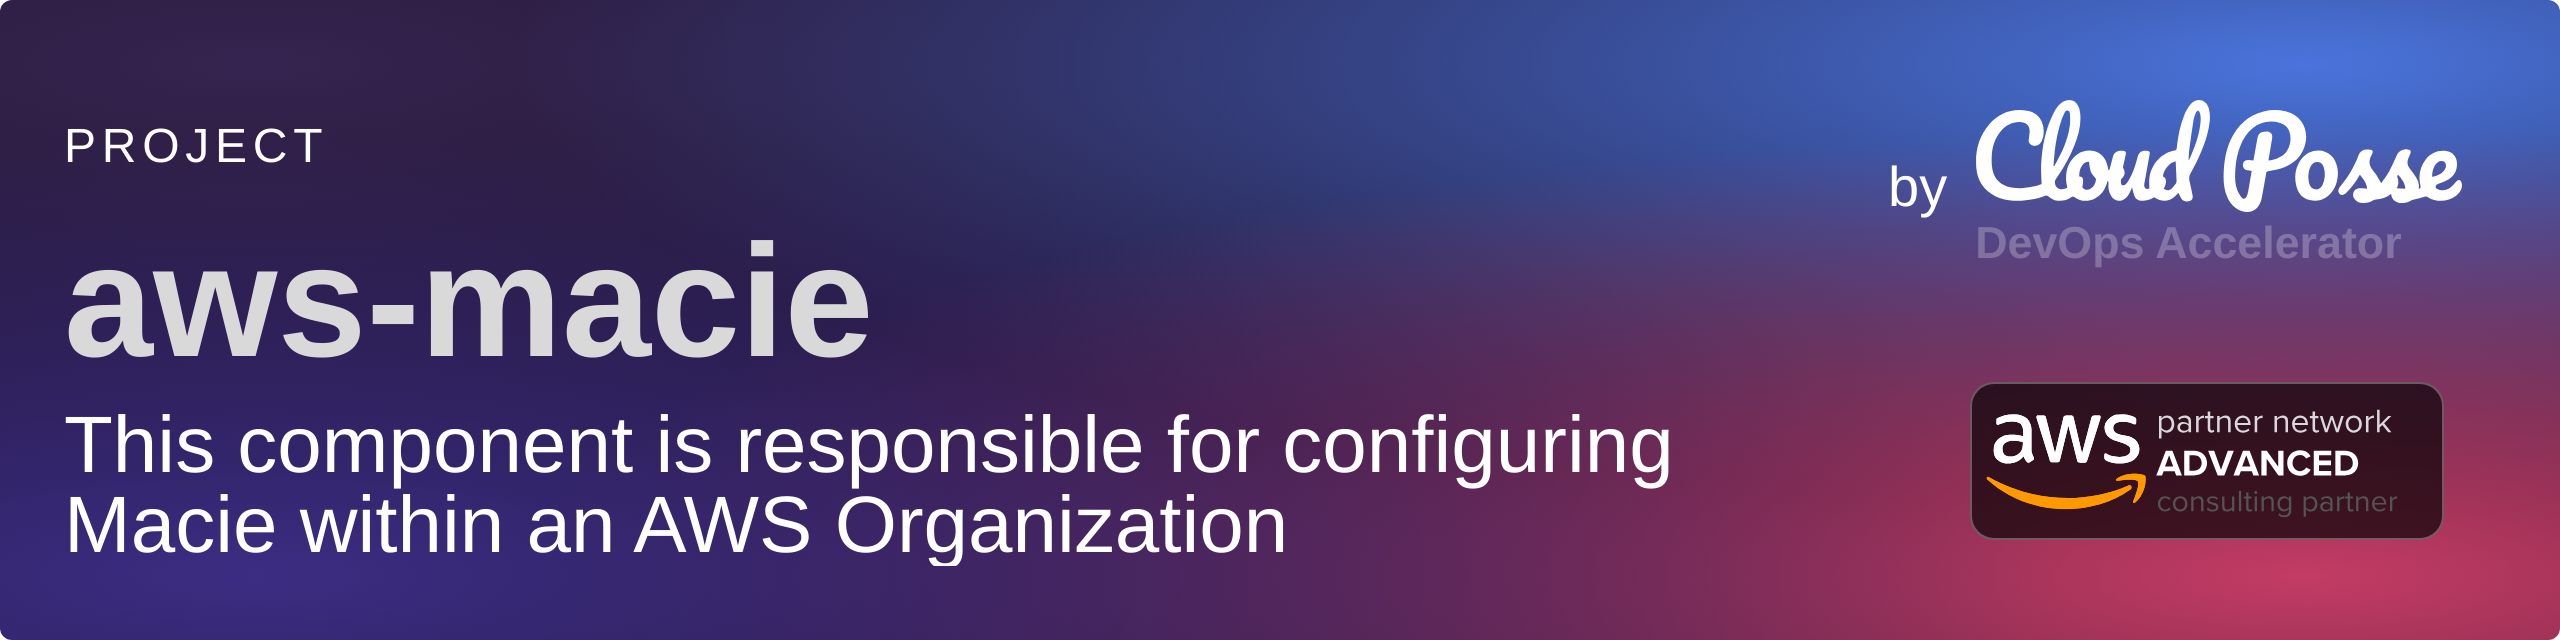 PROJECT
aws-macie
This component is responsible for configuring
Macie within an AWS Organization
by Cloud Posse
DevOps Accelerator
aws partner network
ADVANCED
consulting partner